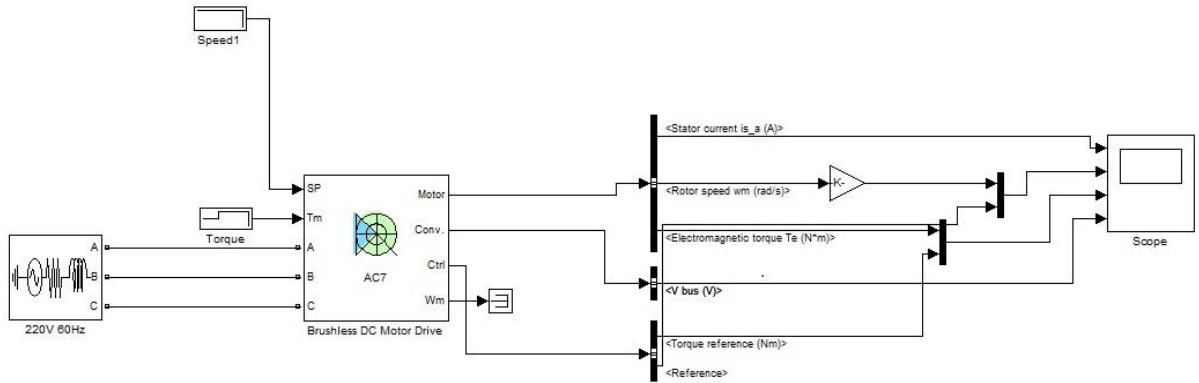 Speed1
<Stator current is_a (A)>
SP
Motor
<Rotor speed wm (rad/s)>
-K-
Tm
Torque
Conv.
<Electromagnetic torque Te (N*m)>
Scope
A
A
B
B
C
C
Ctrl
AC7
Wm
<V bus (V)>
220V 60Hz
Brushless DC Motor Drive
<Torque reference (Nm)>
<Reference>